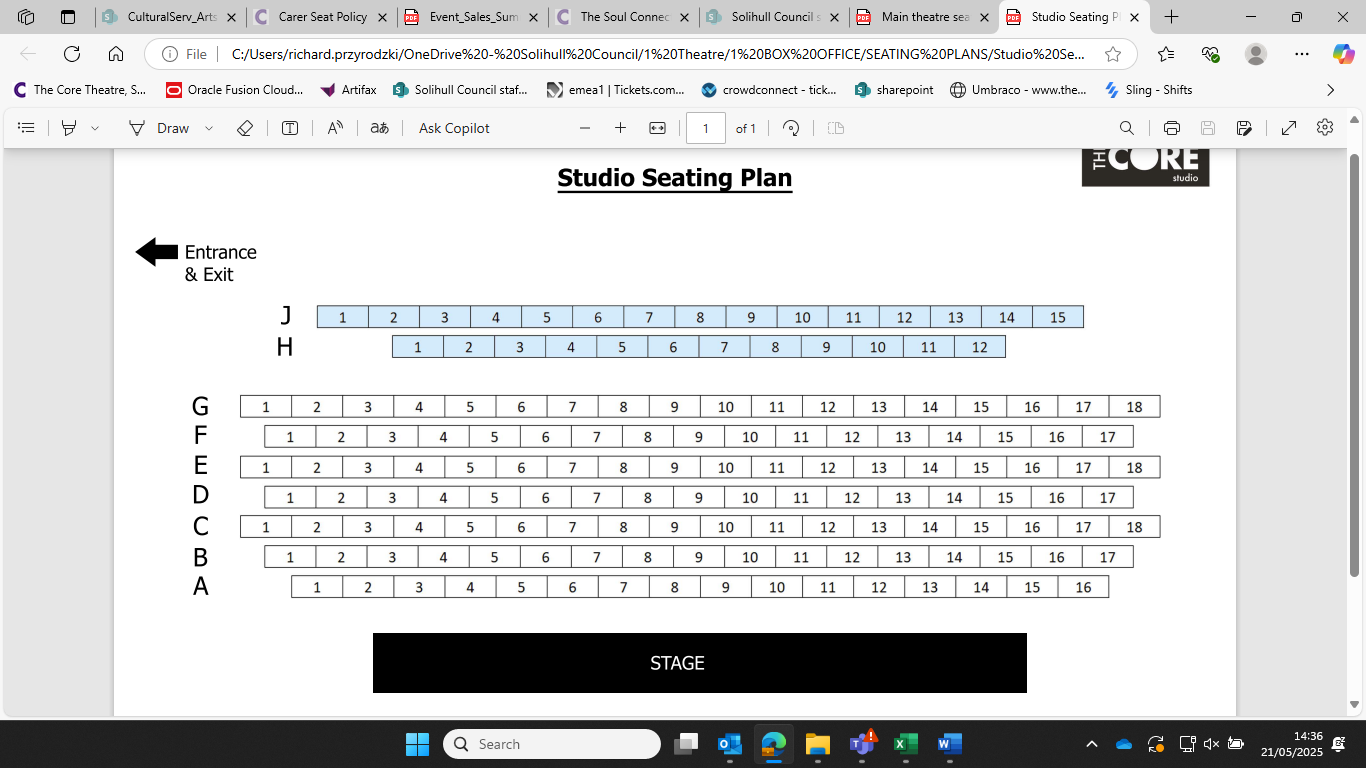 CulturalServ_Arts
Carer Seat Policy
Event_Sales_Sum
The Soul Connec
Solihull Council s
Main theatre sea
Studio Seating P
File
C:/Users/richard.przyrodzki/OneDrive%20-%20Solihull%20Council/1%20Theatre/1%20BOX%20OFFICE/SEATING%20PLANS/Studio%20Se...
The Core Theatre, S... Oracle Fusion Cloud... Artifax Solihull Council staf... emea1 | Tickets.com... crowdconnect - tick... sharepoint Umbraco - www.the... Sling - Shifts
Draw Ask Copilot 1 of 1
THE CORE
studio
Studio Seating Plan
Entrance
& Exit
J 1 2 3 4 5 6 7 8 9 10 11 12 13 14 15
H 1 2 3 4 5 6 7 8 9 10 11 12
G 1 2 3 4 5 6 7 8 9 10 11 12 13 14 15 16 17 18
F 1 2 3 4 5 6 7 8 9 10 11 12 13 14 15 16 17
E 1 2 3 4 5 6 7 8 9 10 11 12 13 14 15 16 17 18
D 1 2 3 4 5 6 7 8 9 10 11 12 13 14 15 16 17
C 1 2 3 4 5 6 7 8 9 10 11 12 13 14 15 16 17 18
B 1 2 3 4 5 6 7 8 9 10 11 12 13 14 15 16 17
A 1 2 3 4 5 6 7 8 9 10 11 12 13 14 15 16
STAGE
Search
14:36
21/05/2025